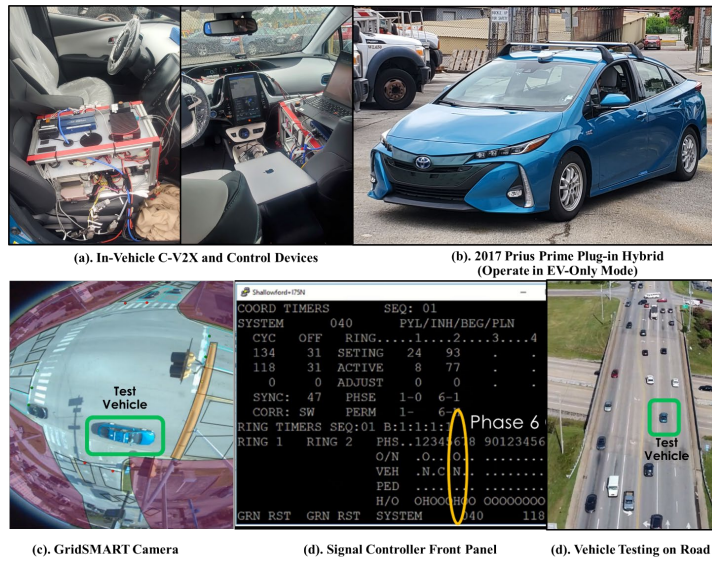 (a). In-Vehicle C-V2X and Control Devices
(b). 2017 Prius Prime Plug-in Hybrid
(Operate in EV-Only Mode)
Test
Vehicle
Shallowford+I75N
COORD TIMERS SEQ: 01
SYSTEM 040 PYL/INH/BEG/PLN
CYC OFF RING.....1....2....3....4
134 31 SETING 24 93 . .
118 31 ACTIVE 8 77 . .
0 0 ADJUST 0 0 . .
SYNC: 47 PHSE 1-0 6-1
CORR: SW PERM 1- 6-
Phase 6
RING TIMERS SEQ:01 B:1:1:1:
RING 1 RING 2 PHS..12345678 90123456
O/N .O...O..
VEH .N.C.N..
PED ........
H/O OHOOOHOO OOOOOOOO
GRN RST GRN RST SYSTEM 040 118
Test
Vehicle
(c). GridSMART Camera
(d). Signal Controller Front Panel
(d). Vehicle Testing on Road